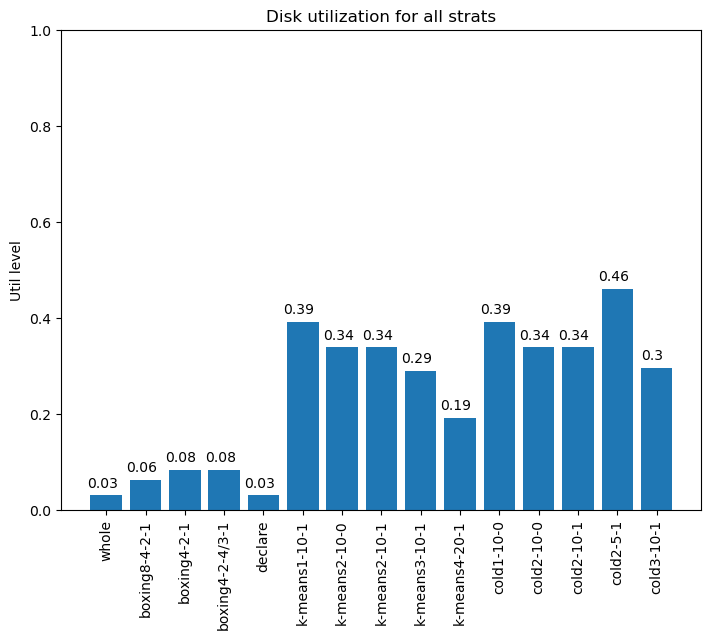 Disk utilization for all strats
Util level
1.0
0.8
0.6
0.4
0.2
0.0
0.03
0.06
0.08
0.08
0.03
0.39
0.34
0.34
0.29
0.19
0.39
0.34
0.34
0.46
0.3
whole
boxing8-4-2-1
boxing4-2-1
boxing4-2-4/3-1
declare
k-means1-10-1
k-means2-10-0
k-means2-10-1
k-means3-10-1
k-means4-20-1
cold1-10-0
cold2-10-0
cold2-10-1
cold2-5-1
cold3-10-1